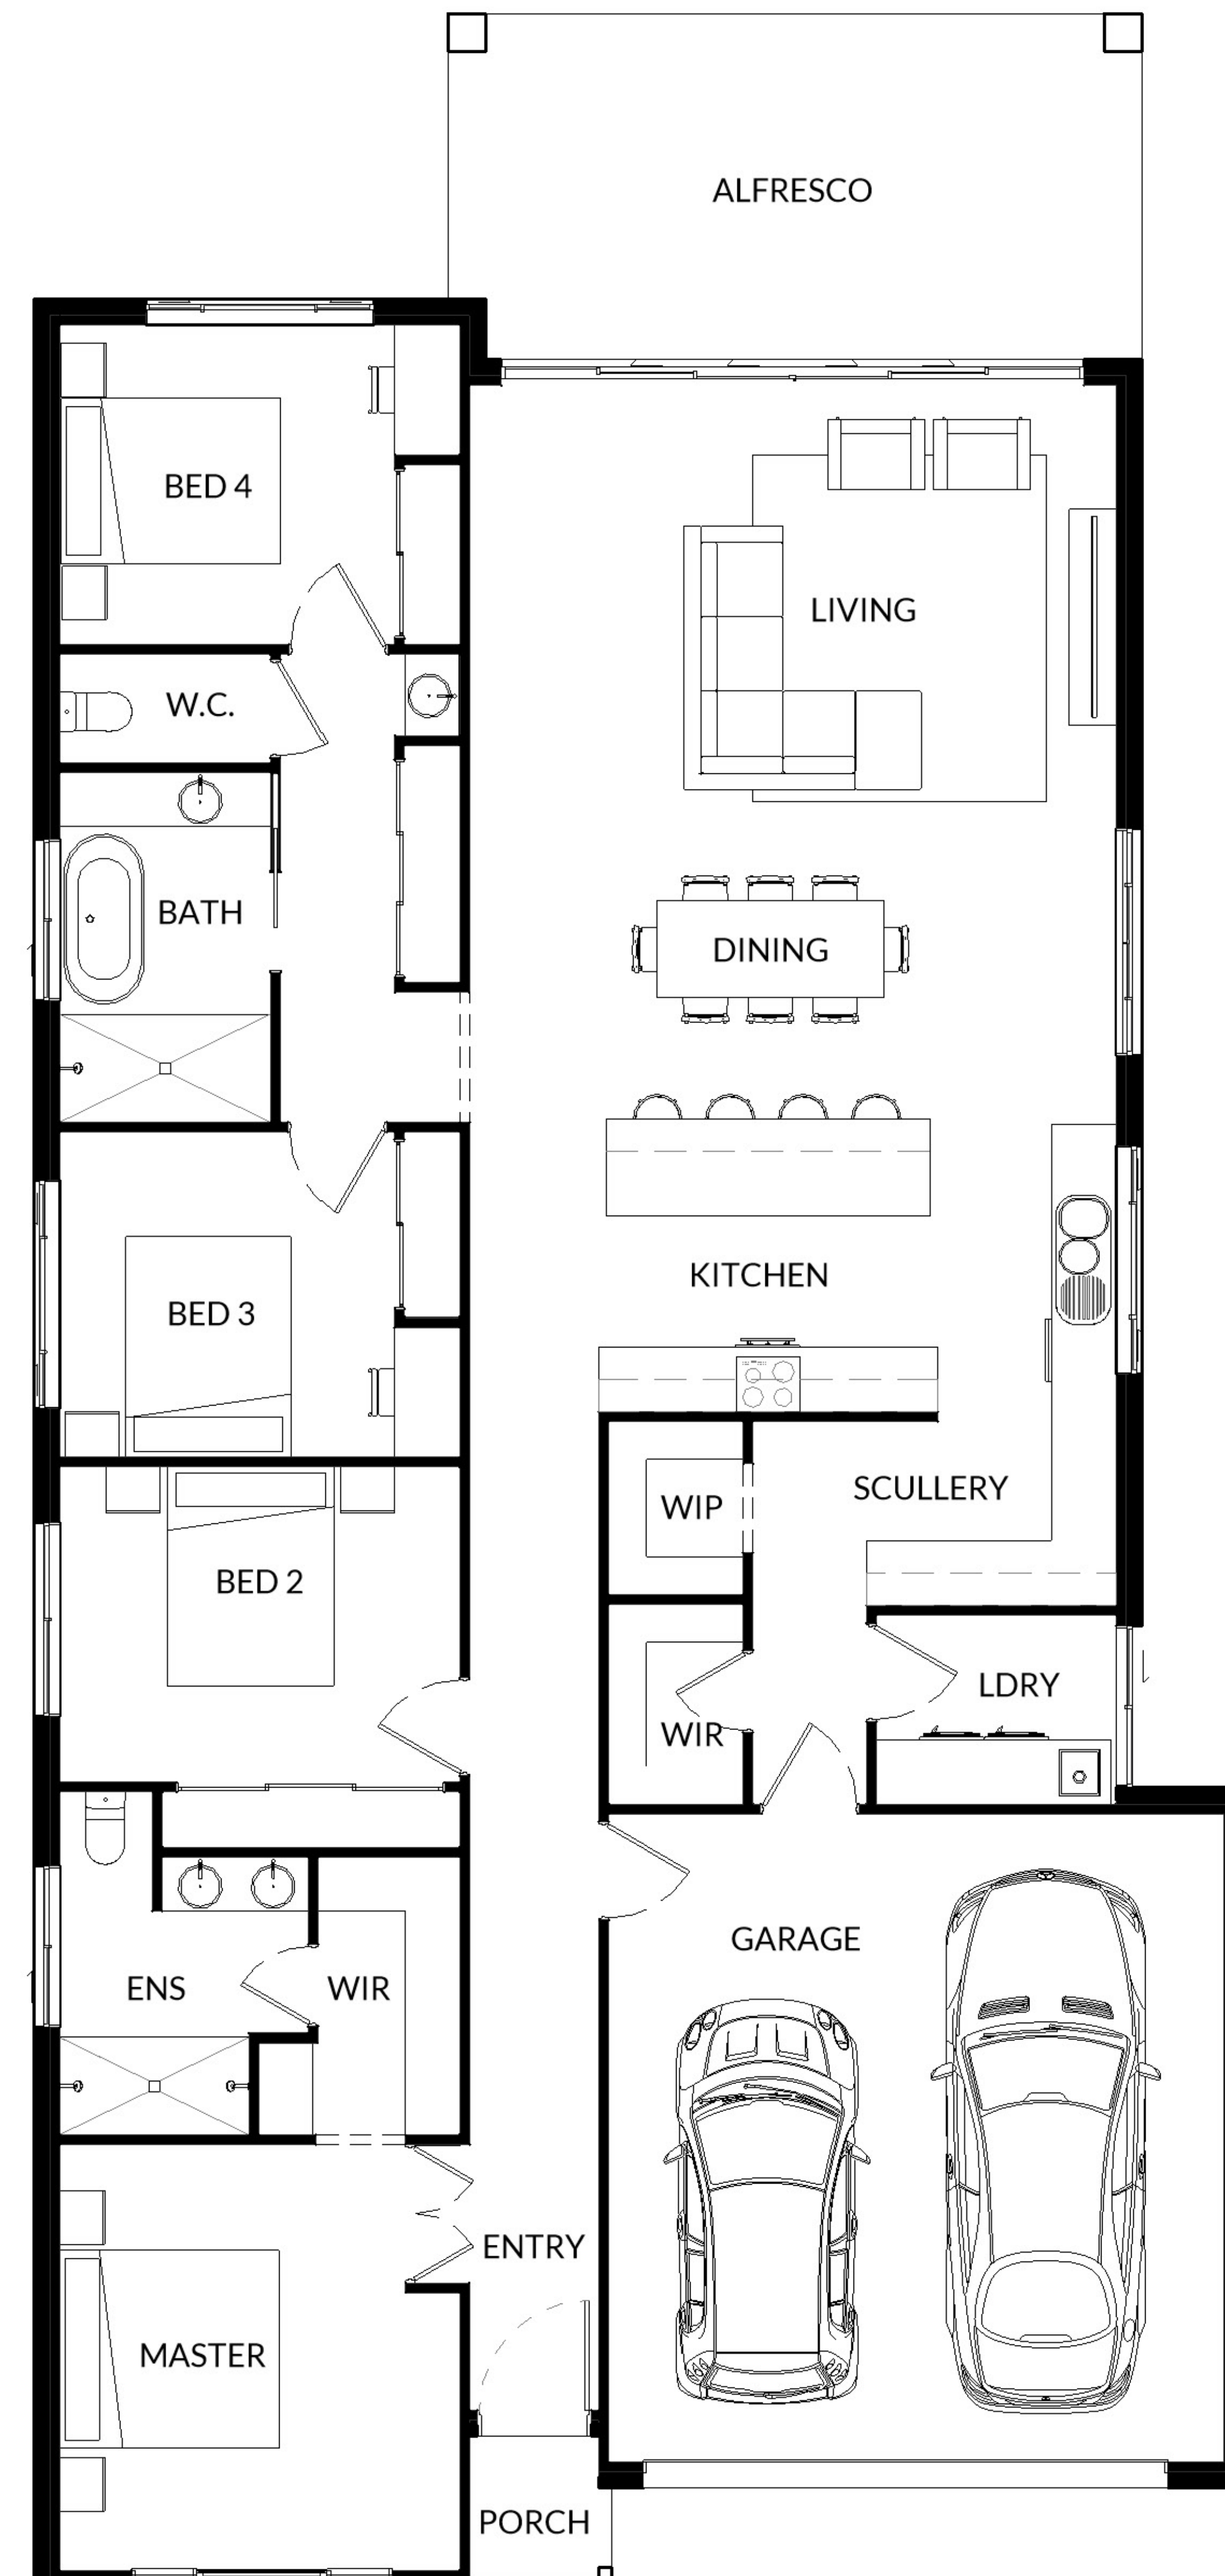 ALFRESCO
BED 4
LIVING
W.C.
BATH
DINING
KITCHEN
BED 3
SCULLERY
WIP
BED 2
LDRY
WIR
GARAGE
ENS
WIR
ENTRY
MASTER
PORCH